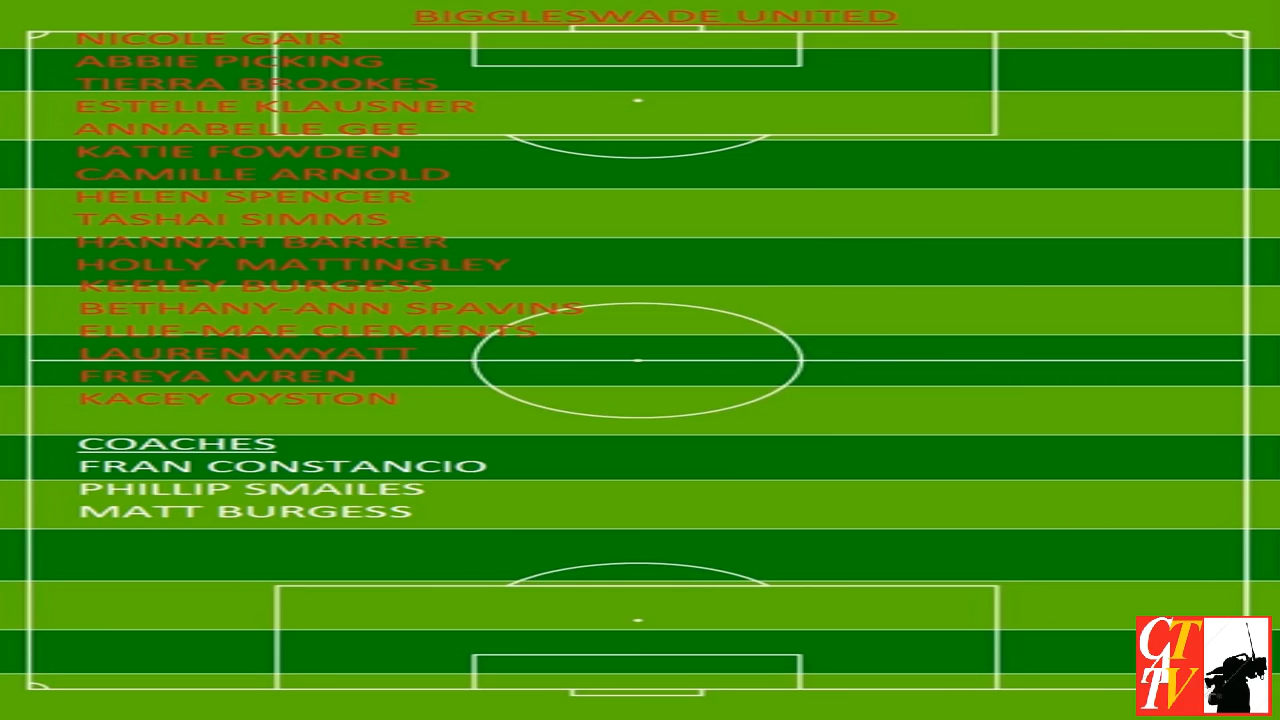 BIGGLESWADE UNITED
NICOLE GAIR
ABBIE PICKING
TIERRA BROOKES
ESTELLE KLAUSNER
ANNABELLE GEE
KATIE FOWDEN
CAMILLE ARNOLD
HELEN SPENCER
TASHAI SIMMS
HANNAH BARKER
HOLLY MATTINGLEY
KEELEY BURGESS
BETHANY-ANN SPAVINS
ELLIE-MAE CLEMENTS
LAUREN WYATT
FREYA WREN
KACEY OYSTON
COACHES
FRAN CONSTANCIO
PHILLIP SMAILES
MATT BURGESS
CTA TV